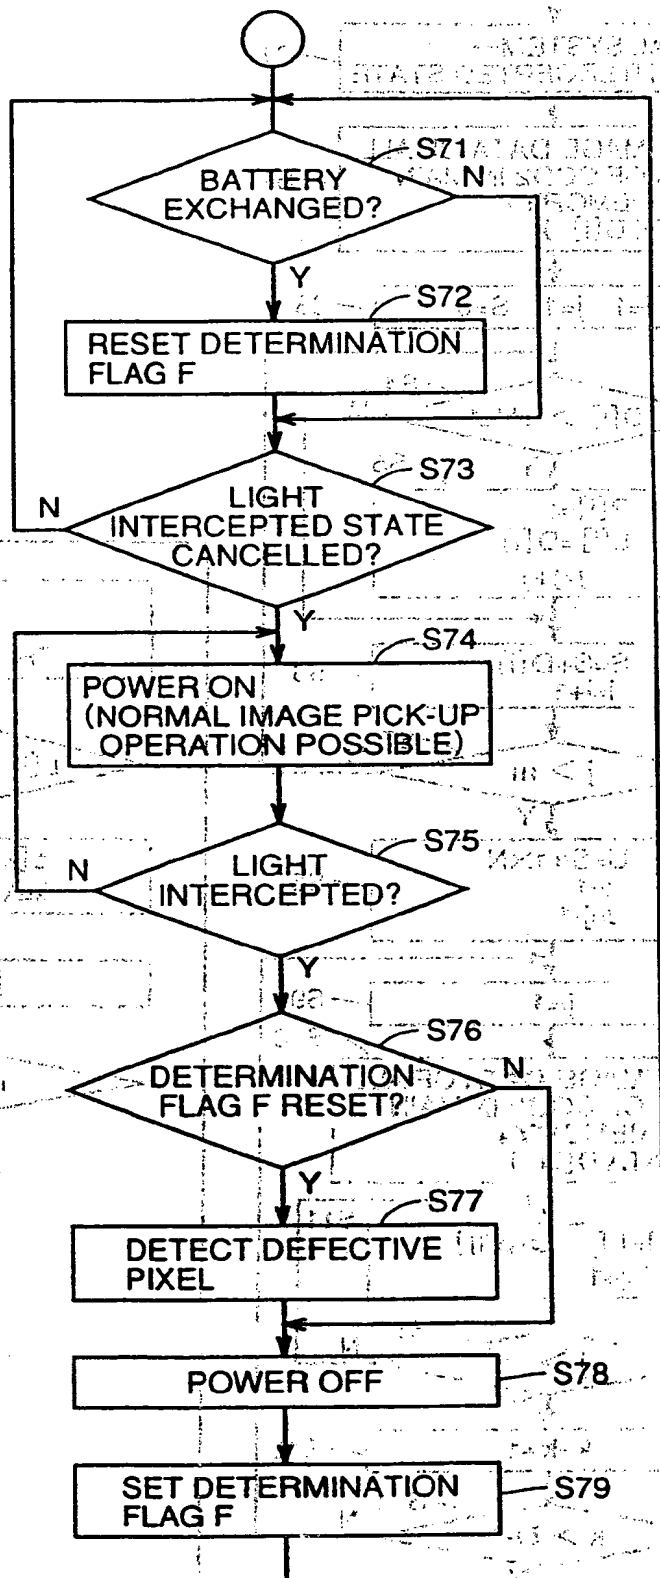 S71
BATTERY
EXCHANGED?
N
Y
S72
RESET DETERMINATION
FLAG F
S73
N
LIGHT
INTERCEPTED STATE
CANCELLED?
Y
S74
POWER ON
(NORMAL IMAGE PICK-UP
OPERATION POSSIBLE)
S75
N
LIGHT
INTERCEPTED?
Y
S76
N
DETERMINATION
FLAG F RESET?
Y
S77
DETECT DEFECTIVE
PIXEL
POWER OFF
S78
SET DETERMINATION
FLAG F
S79